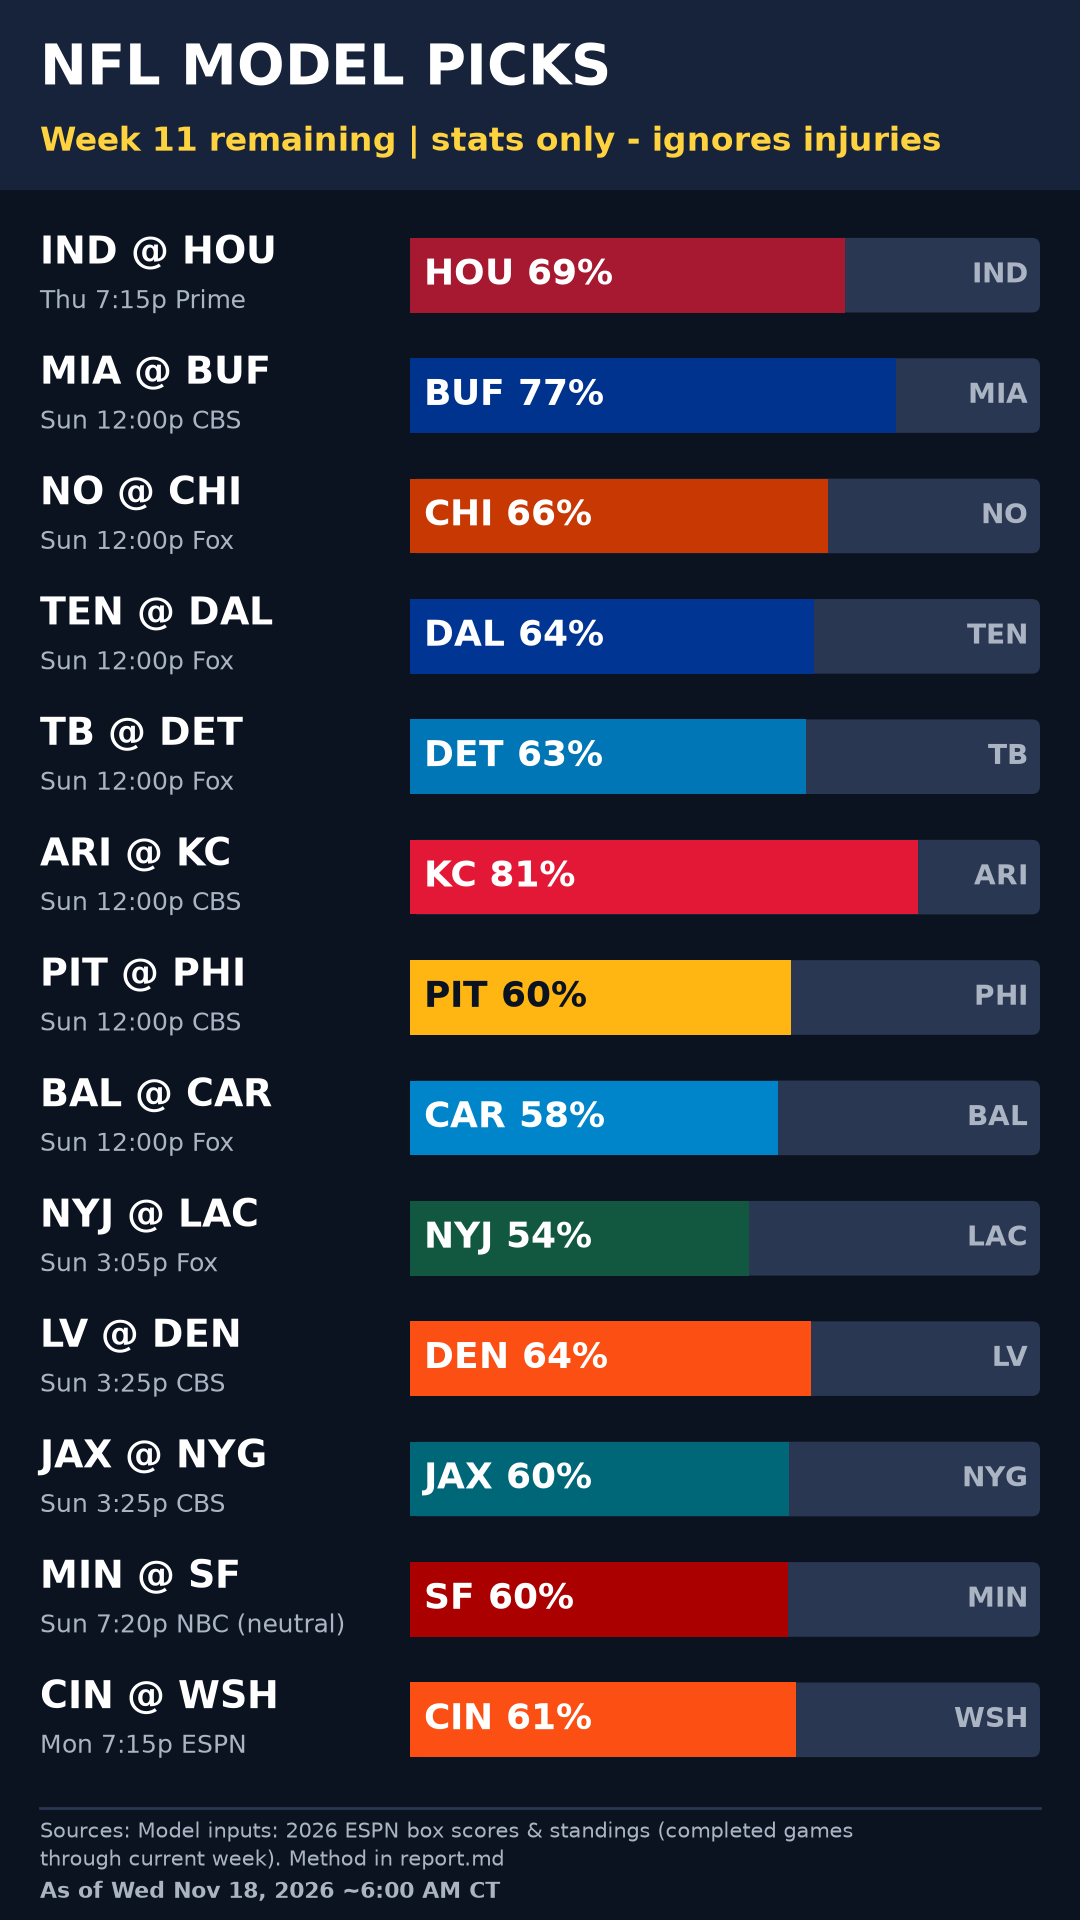 NFL MODEL PICKS
Week 11 remaining | stats only - ignores injuries
IND @ HOU
Thu 7:15p Prime
HOU 69%
IND
MIA @ BUF
Sun 12:00p CBS
BUF 77%
MIA
NO @ CHI
Sun 12:00p Fox
CHI 66%
NO
TEN @ DAL
Sun 12:00p Fox
DAL 64%
TEN
TB @ DET
Sun 12:00p Fox
DET 63%
TB
ARI @ KC
Sun 12:00p CBS
KC 81%
ARI
PIT @ PHI
Sun 12:00p CBS
PIT 60%
PHI
BAL @ CAR
Sun 12:00p Fox
CAR 58%
BAL
NYJ @ LAC
Sun 3:05p Fox
NYJ 54%
LAC
LV @ DEN
Sun 3:25p CBS
DEN 64%
LV
JAX @ NYG
Sun 3:25p CBS
JAX 60%
NYG
MIN @ SF
Sun 7:20p NBC (neutral)
SF 60%
MIN
CIN @ WSH
Mon 7:15p ESPN
CIN 61%
WSH
Sources: Model inputs: 2026 ESPN box scores & standings (completed games
through current week). Method in report.md
As of Wed Nov 18, 2026 ~6:00 AM CT